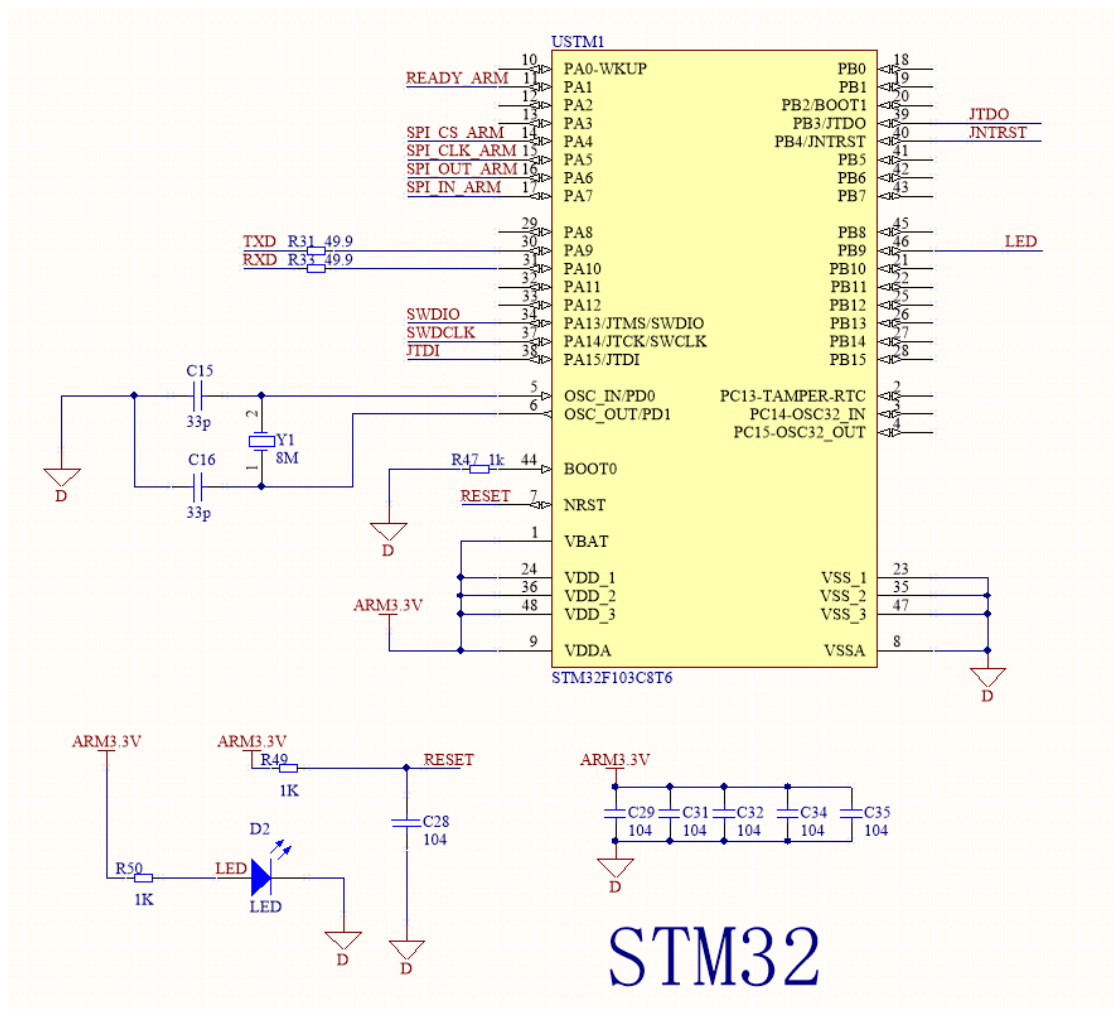 USTM1
10 PA0-WKUP PB0 18
READY_ARM 11 PA1 PB1 19
12 PA2 PB2/BOOT1 20
13 PA3 PB3/JTDO 39 JTDO
SPI_CS_ARM 14 PA4 PB4/JNTRST 40 JNTRST
SPI_CLK_ARM 15 PA5 PB5 41
SPI_OUT_ARM 16 PA6 PB6 42
SPI_IN_ARM 17 PA7 PB7 43
29 PA8 PB8 45
TXD R31 49.9 30 PA9 PB9 46 LED
RXD R33 49.9 31 PA10 PB10 21
32 PA11 PB11 22
33 PA12 PB12 25
SWDIO 34 PA13/JTMS/SWDIO PB13 26
SWDCLK 37 PA14/JTCK/SWCLK PB14 27
JTDI 38 PA15/JTDI PB15 28
C15
33p
5 OSC_IN/PD0 PC13-TAMPER-RTC 2
6 OSC_OUT/PD1 PC14-OSC32_IN 3
PC15-OSC32_OUT 4
2
Y1
8M
1
C16
33p
D
R47 1k 44 BOOT0
D
RESET 7 NRST
1 VBAT
24 VDD_1 VSS_1 23
36 VDD_2 VSS_2 35
ARM3.3V 48 VDD_3 VSS_3 47
9 VDDA VSSA 8
STM32F103C8T6
D
ARM3.3V
R50
1K
LED
D2
LED
D
ARM3.3V
R49
1K
RESET
C28
104
D
ARM3.3V
C29 C31 C32 C34 C35
104 104 104 104 104
D
STM32